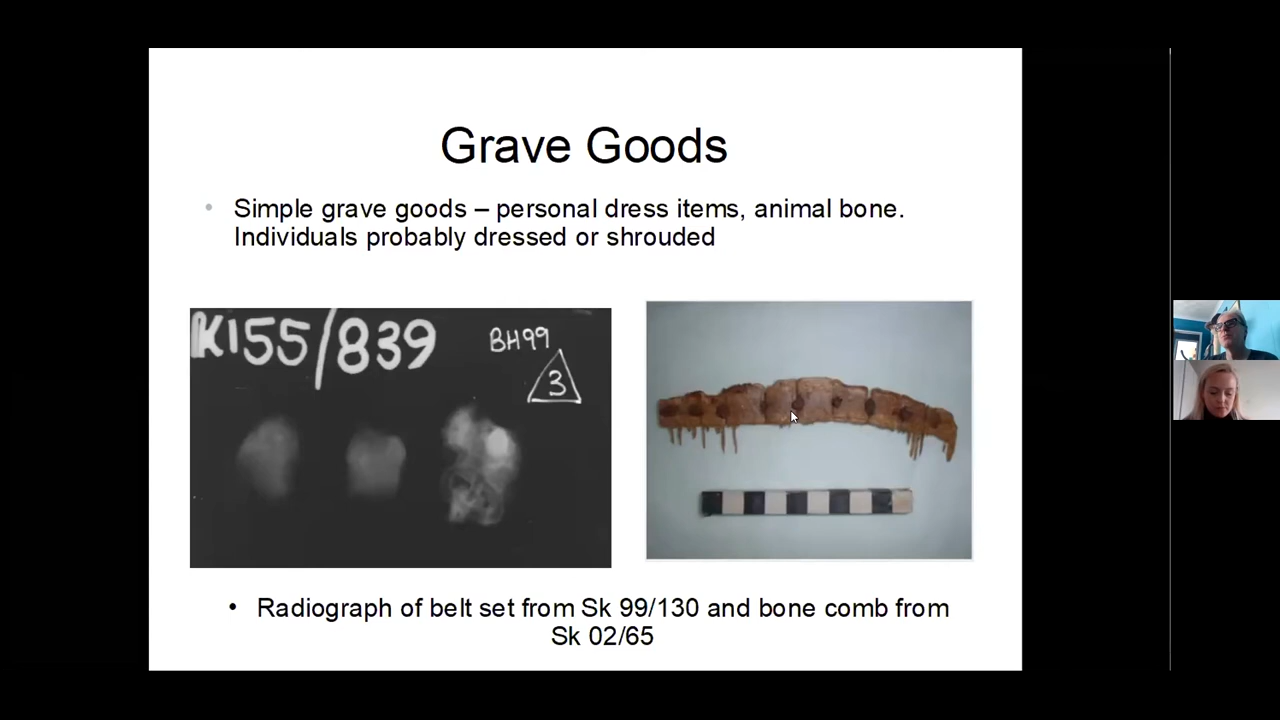 Grave Goods
• Simple grave goods – personal dress items, animal bone.
Individuals probably dressed or shrouded
K155/839
BH99
3
• Radiograph of belt set from Sk 99/130 and bone comb from
Sk 02/65